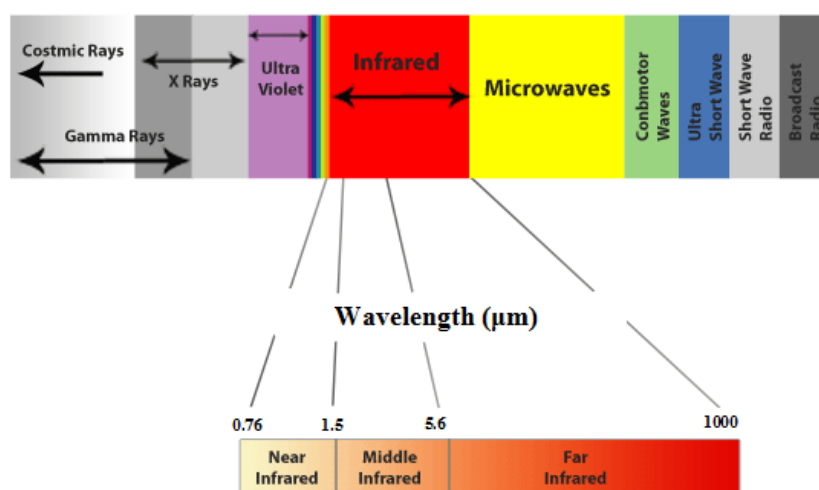 Costmic Rays
X Rays
Gamma Rays
Ultra
Violet
Infrared
Microwaves
Conbmotor
Waves
Ultra
Short Wave
Short Wave
Radio
Broadcast
Radio
Wavelength (μm)
0.76
1.5
5.6
1000
Near
Infrared
Middle
Infrared
Far
Infrared